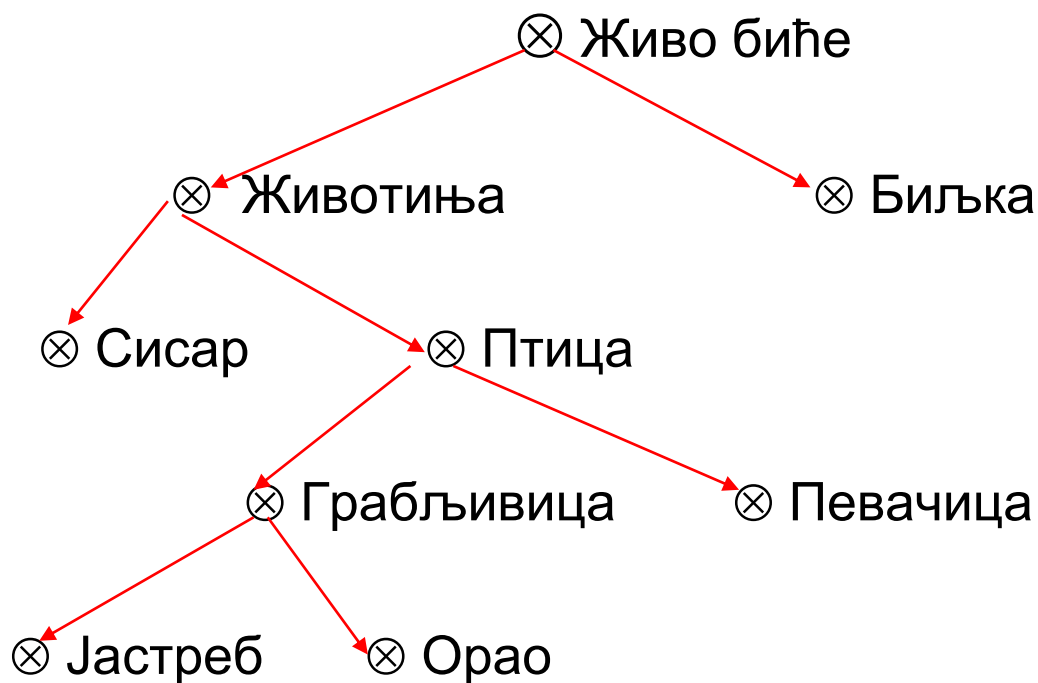 Живо биће
Животиња
Биљка
Сисар
Птица
Грабљивица
Певачица
Јастреб
Орао